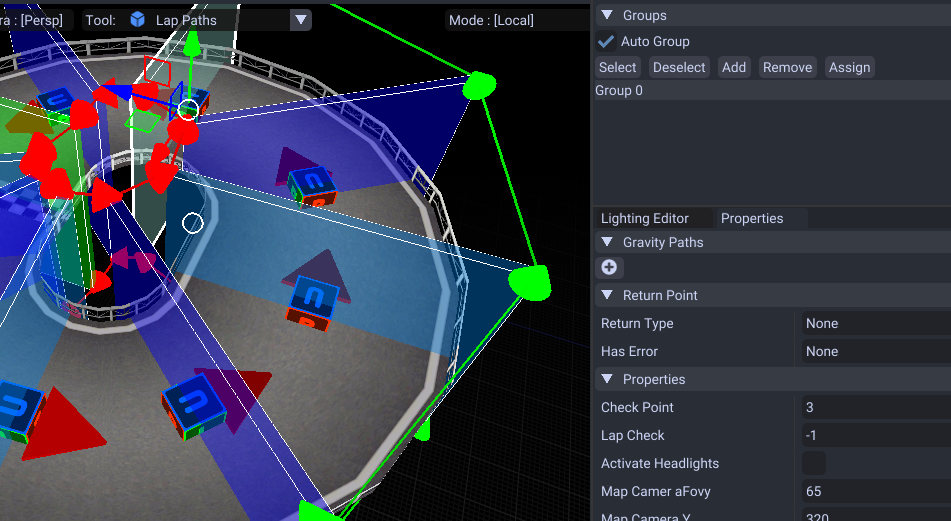 ra : [Persp] Tool: Lap Paths Mode : [Local]
Groups
Auto Group
Select Deselect Add Remove Assign
Group 0
Lighting Editor Properties
Gravity Paths
Return Point
Return Type None
Has Error None
Properties
Check Point 3
Lap Check -1
Activate Headlights
Map Camer aFovy 65
Map Camera Y 320